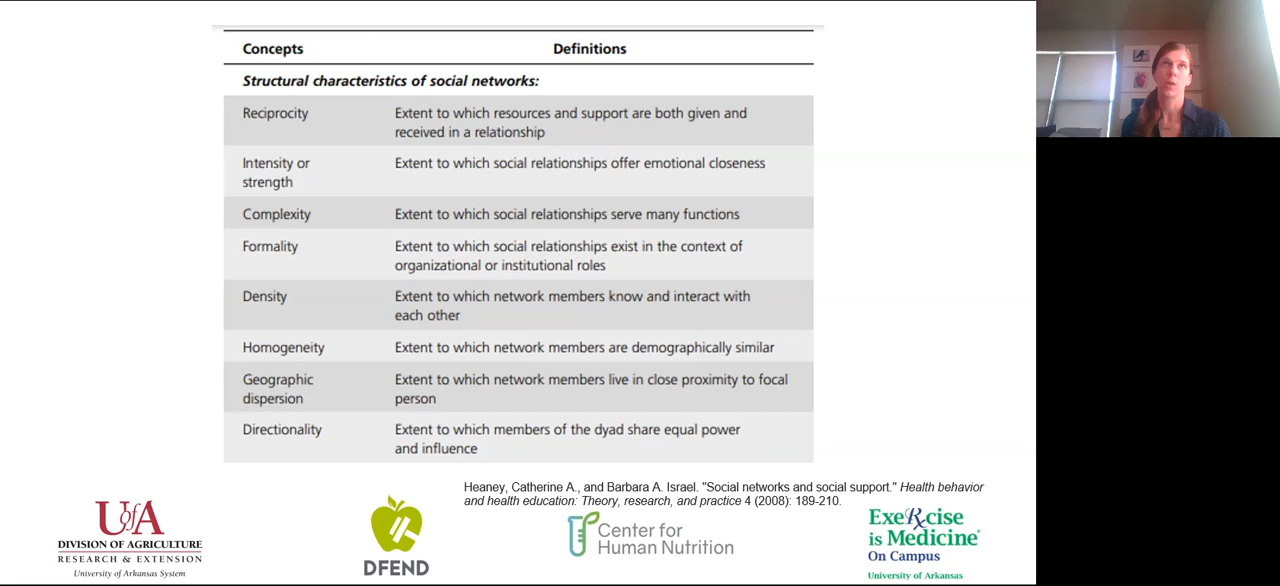 Concepts Definitions
Structural characteristics of social networks:
Reciprocity Extent to which resources and support are both given and
received in a relationship
Intensity or Extent to which social relationships offer emotional closeness
strength
Complexity Extent to which social relationships serve many functions
Formality Extent to which social relationships exist in the context of
organizational or institutional roles
Density Extent to which network members know and interact with
each other
Homogeneity Extent to which network members are demographically similar
Geographic Extent to which network members live in close proximity to focal
dispersion person
Directionality Extent to which members of the dyad share equal power
and influence
Heaney, Catherine A., and Barbara A. Israel. "Social networks and social support." Health behavior
and health education: Theory, research, and practice 4 (2008): 189-210.
UofA
DIVISION OF AGRICULTURE
RESEARCH & EXTENSION
University of Arkansas System
DFEND
Center for
Human Nutrition
ExeRxcise
is Medicine®
On Campus
University of Arkansas